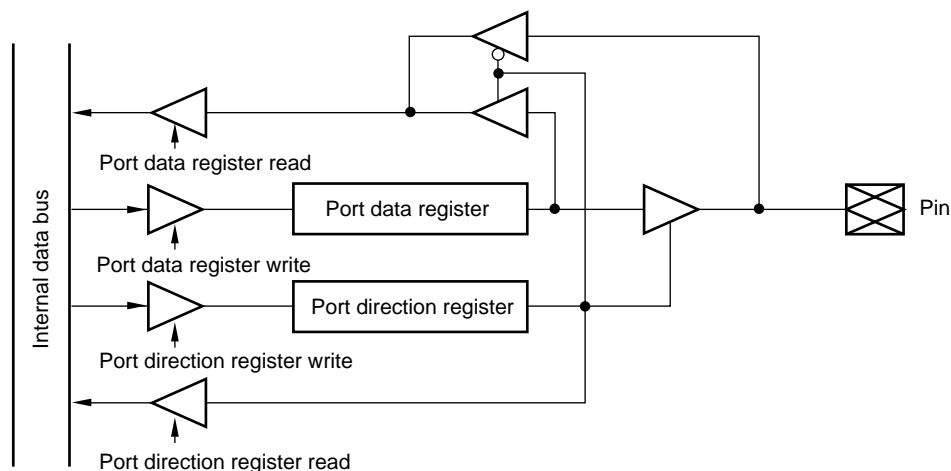 Internal data bus
Port data register read
Port data register
Pin
Port data register write
Port direction register
Port direction register write
Port direction register read